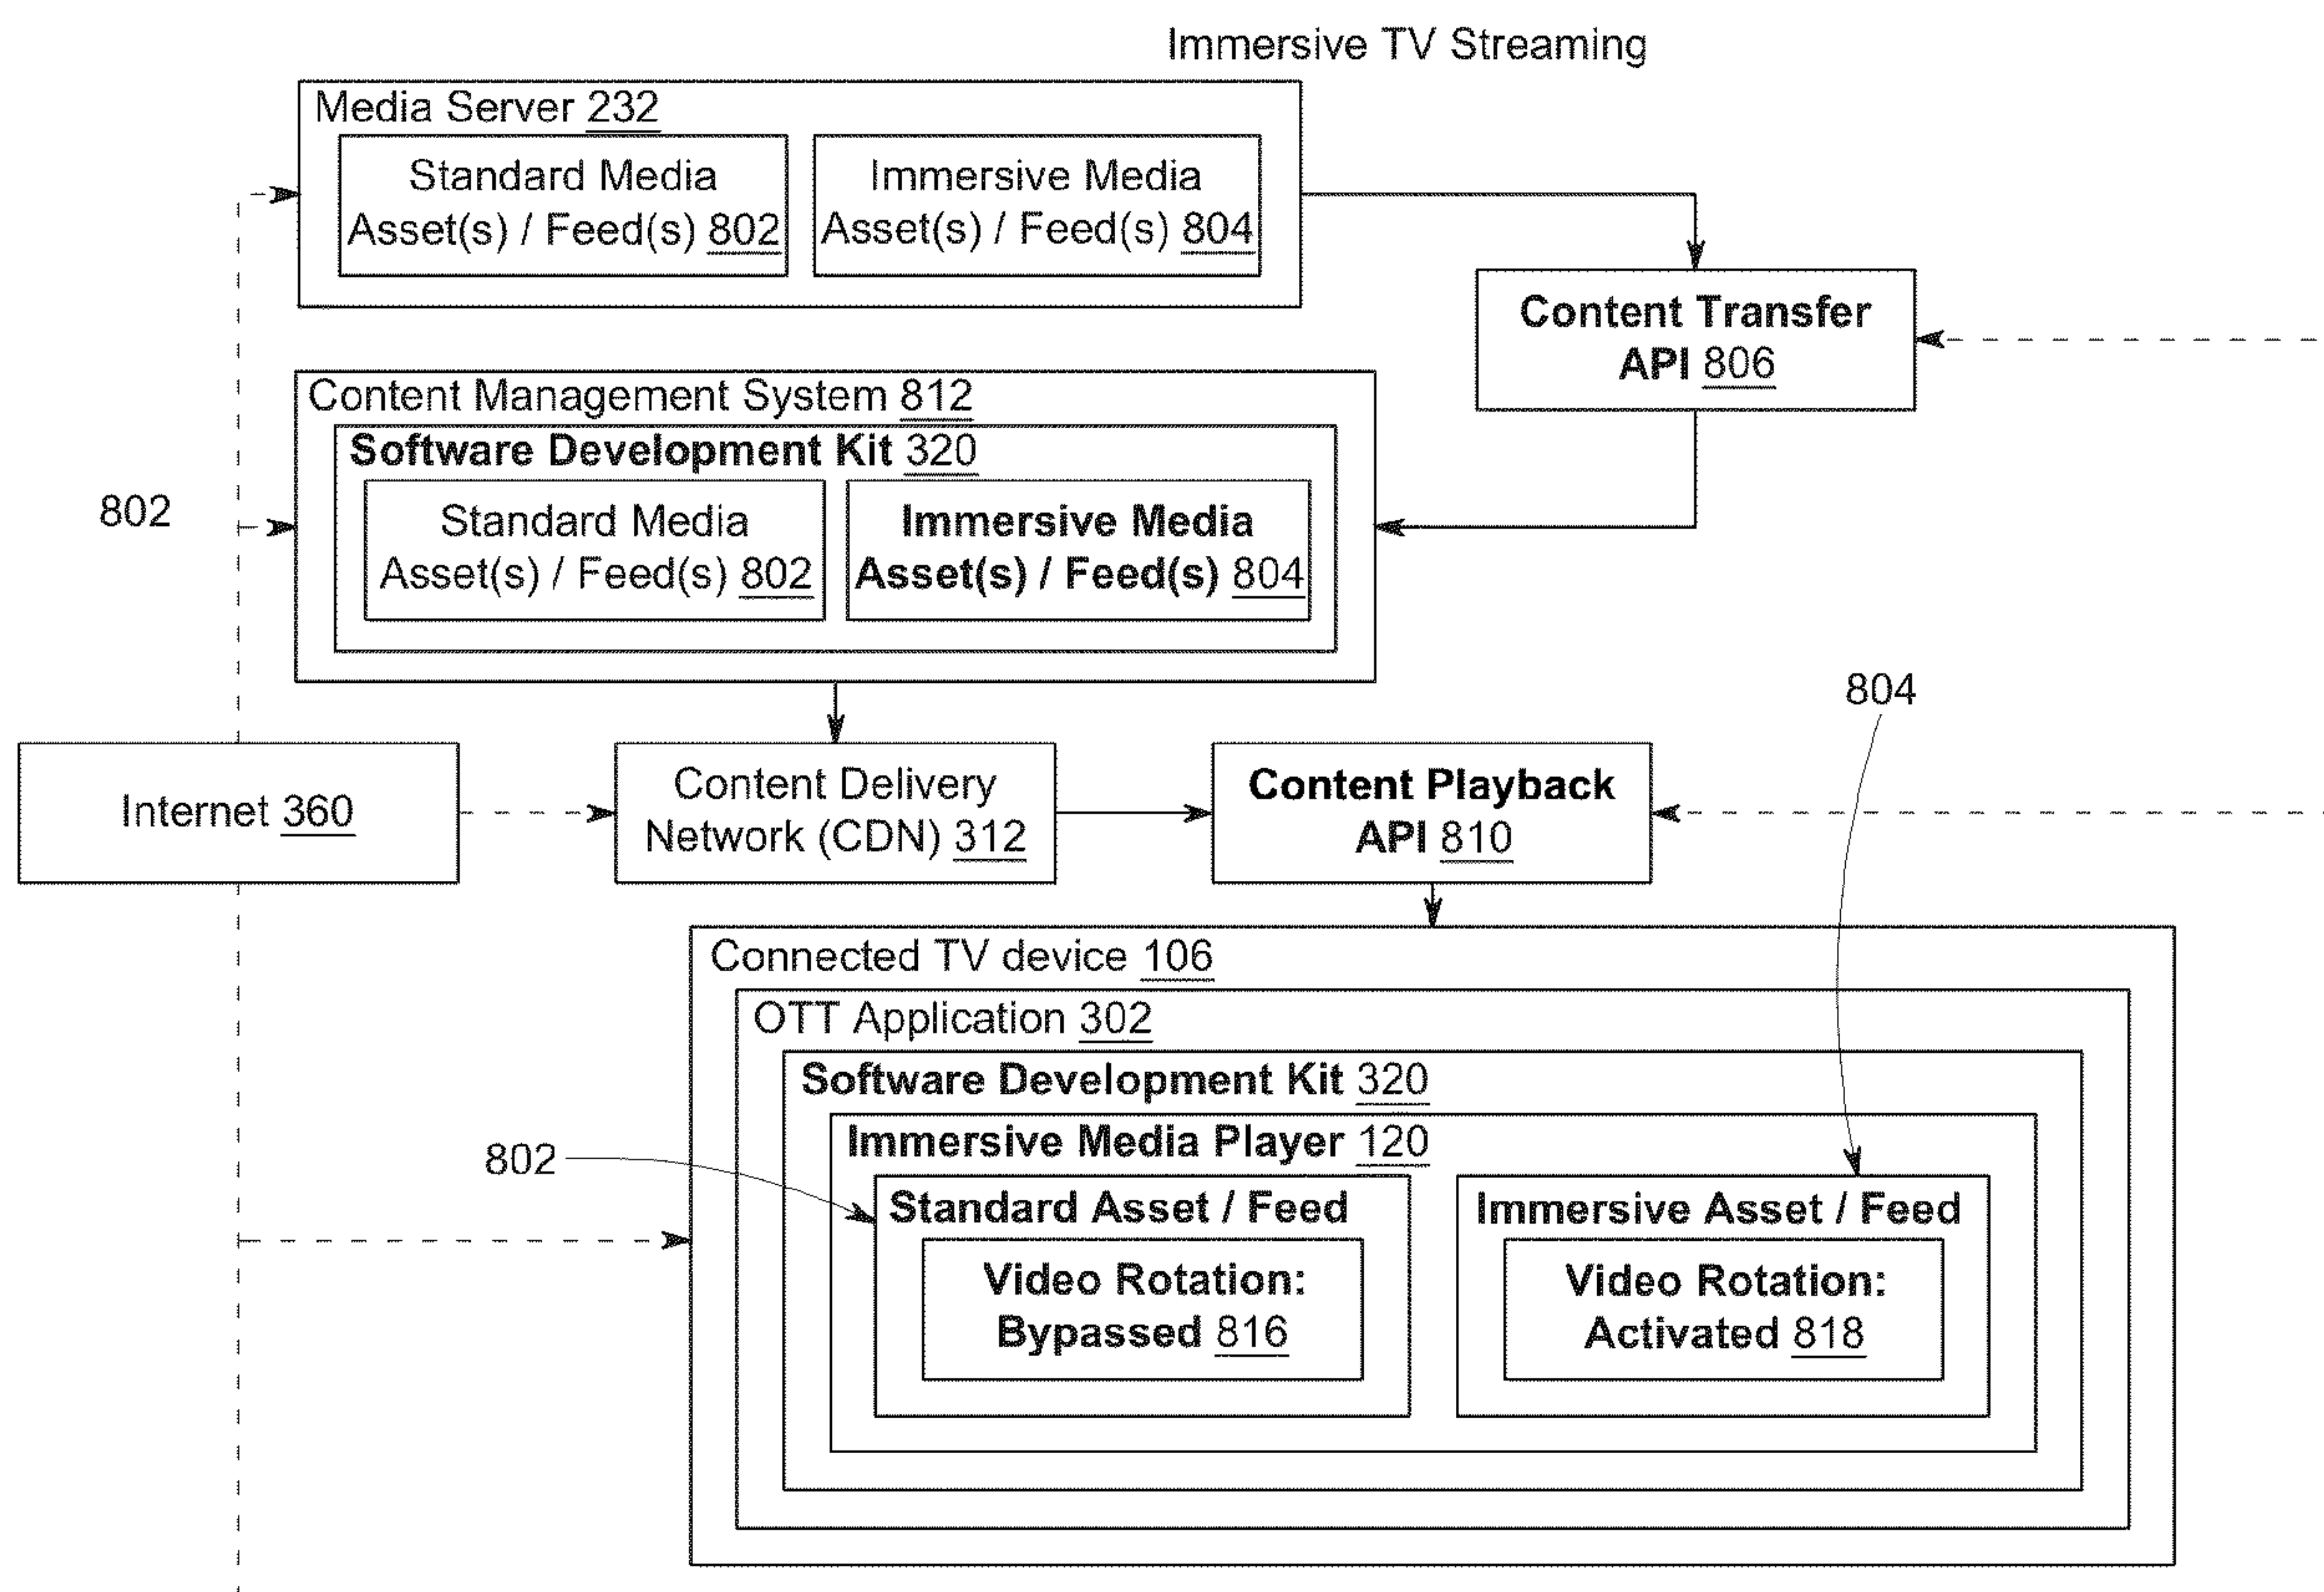 Immersive TV Streaming
Media Server 232
Standard Media
Asset(s) / Feed(s) 802
Immersive Media
Asset(s) / Feed(s) 804
Content Transfer
API 806
Content Management System 812
Software Development Kit 320
Standard Media
Asset(s) / Feed(s) 802
Immersive Media
Asset(s) / Feed(s) 804
802
804
Internet 360
Content Delivery
Network (CDN) 312
Content Playback
API 810
Connected TV device 106
OTT Application 302
Software Development Kit 320
Immersive Media Player 120
802
Standard Asset / Feed
Video Rotation:
Bypassed 816
Immersive Asset / Feed
Video Rotation:
Activated 818